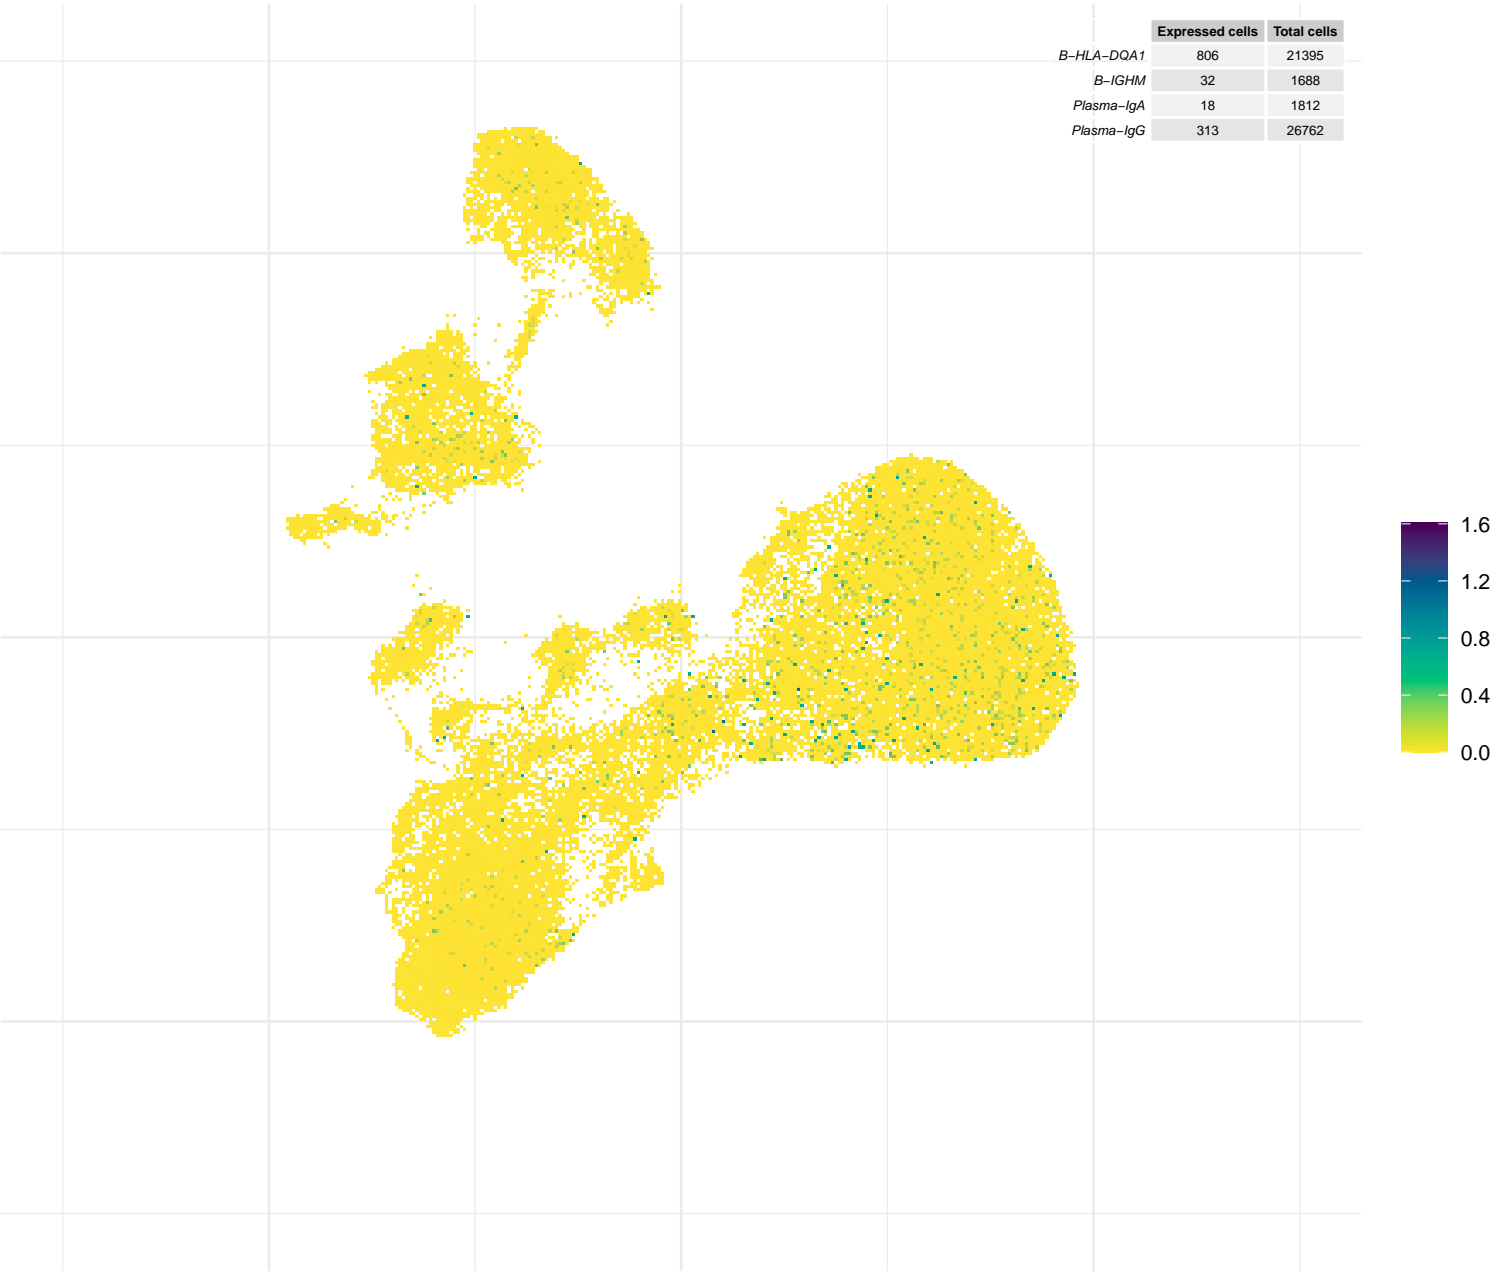 Expressed cells Total cells
B−HLA−DQA1 806 21395
B−IGHM 32 1688
Plasma−IgA 18 1812
Plasma−IgG 313 26762
1.6
1.2
0.8
0.4
0.0